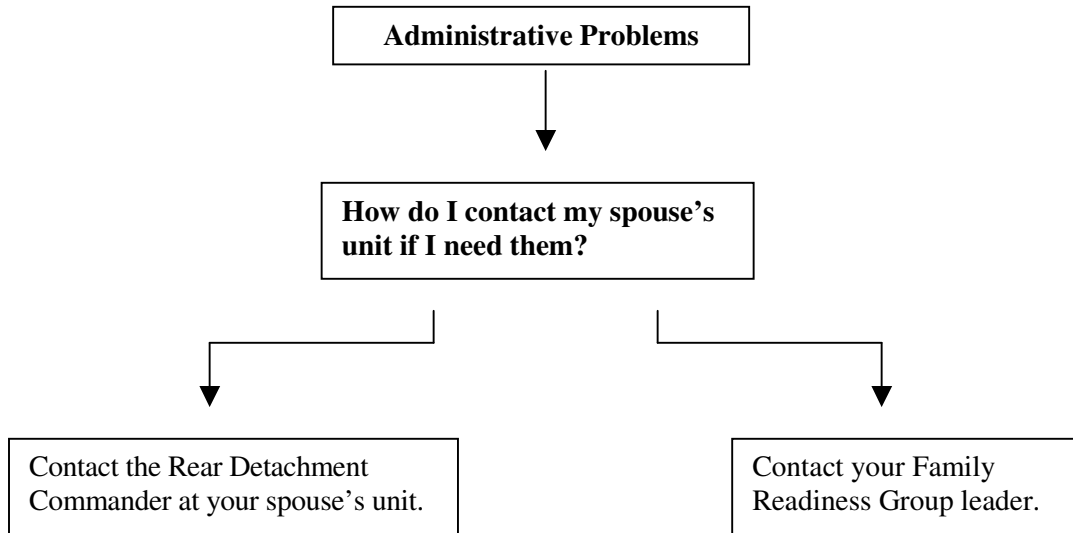 Administrative Problems
How do I contact my spouse’s
unit if I need them?
Contact the Rear Detachment
Commander at your spouse’s unit.
Contact your Family
Readiness Group leader.